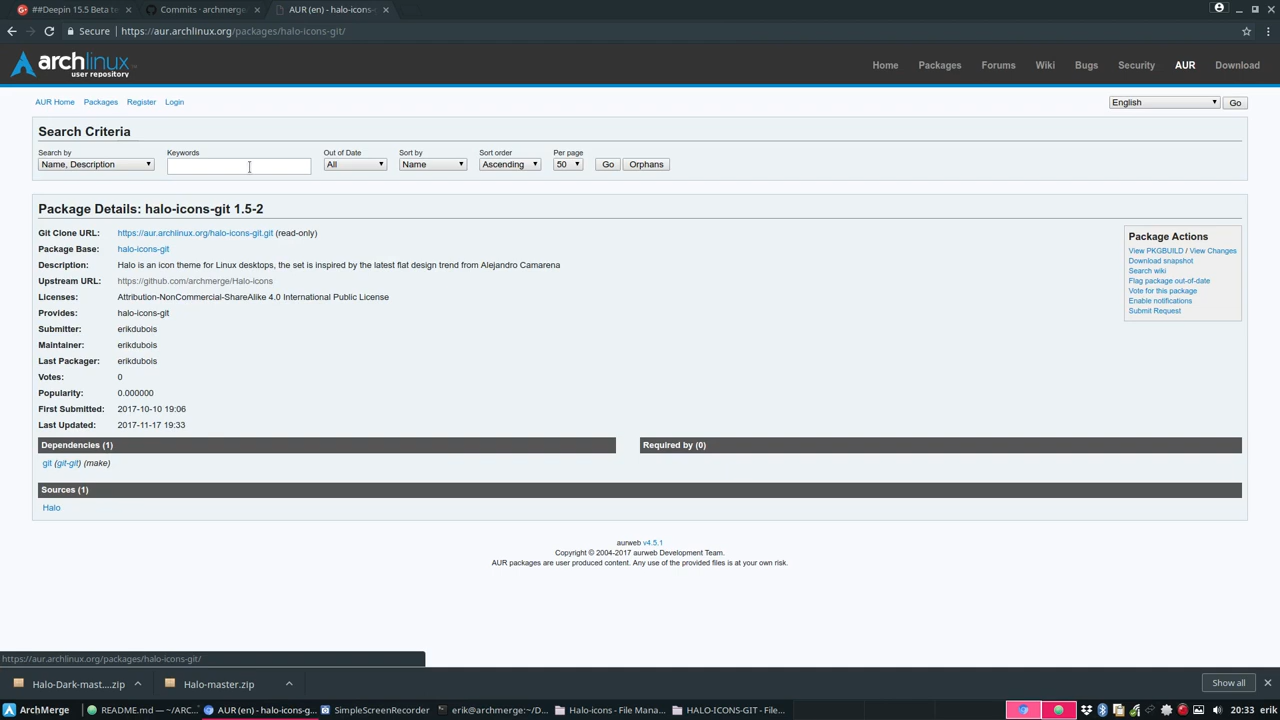 ##Deepin 15.5 Beta te
Commits · archmerge/
AUR (en) - halo-icons-
Secure
https://aur.archlinux.org/packages/halo-icons-git/
archlinux
user repository
Home Packages Forums Wiki Bugs Security AUR Download
AUR Home Packages Register Login
English Go
Search Criteria
Search by Keywords Out of Date Sort by Sort order Per page
Name, Description All Name Ascending 50 Go Orphans
Package Details: halo-icons-git 1.5-2
Git Clone URL: https://aur.archlinux.org/halo-icons-git.git (read-only)
Package Base: halo-icons-git
Description: Halo is an icon theme for Linux desktops, the set is inspired by the latest flat design trend from Alejandro Camarena
Upstream URL: https://github.com/archmerge/Halo-icons
Licenses: Attribution-NonCommercial-ShareAlike 4.0 International Public License
Provides: halo-icons-git
Submitter: erikdubois
Maintainer: erikdubois
Last Packager: erikdubois
Votes: 0
Popularity: 0.000000
First Submitted: 2017-10-10 19:06
Last Updated: 2017-11-17 19:33
Package Actions
View PKGBUILD / View Changes
Download snapshot
Search wiki
Flag package out-of-date
Vote for this package
Enable notifications
Submit Request
Dependencies (1)
git (git-git) (make)
Required by (0)
Sources (1)
Halo
aurweb v4.5.1
Copyright © 2004-2017 aurweb Development Team.
AUR packages are user produced content. Any use of the provided files is at your own risk.
https://aur.archlinux.org/packages/halo-icons-git/
Halo-Dark-mast....zip
Halo-master.zip
Show all
ArchMerge
README.md — ~/ARC...
AUR (en) - halo-icons-g...
SimpleScreenRecorder
erik@archmerge:~/D...
Halo-icons - File Mana...
HALO-ICONS-GIT - File...
20:33 erik